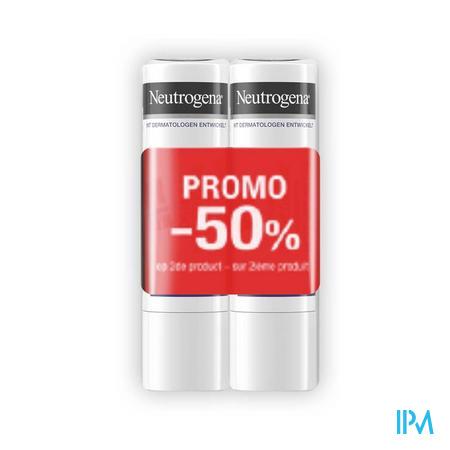 Neutrogena® Neutrogena®
MIT DERMATOLOGEN ENTWICKELT MIT DERMATOLOGEN ENTWICKELT
PROMO
-50%
op 2de product – sur 2ème produit
IPM